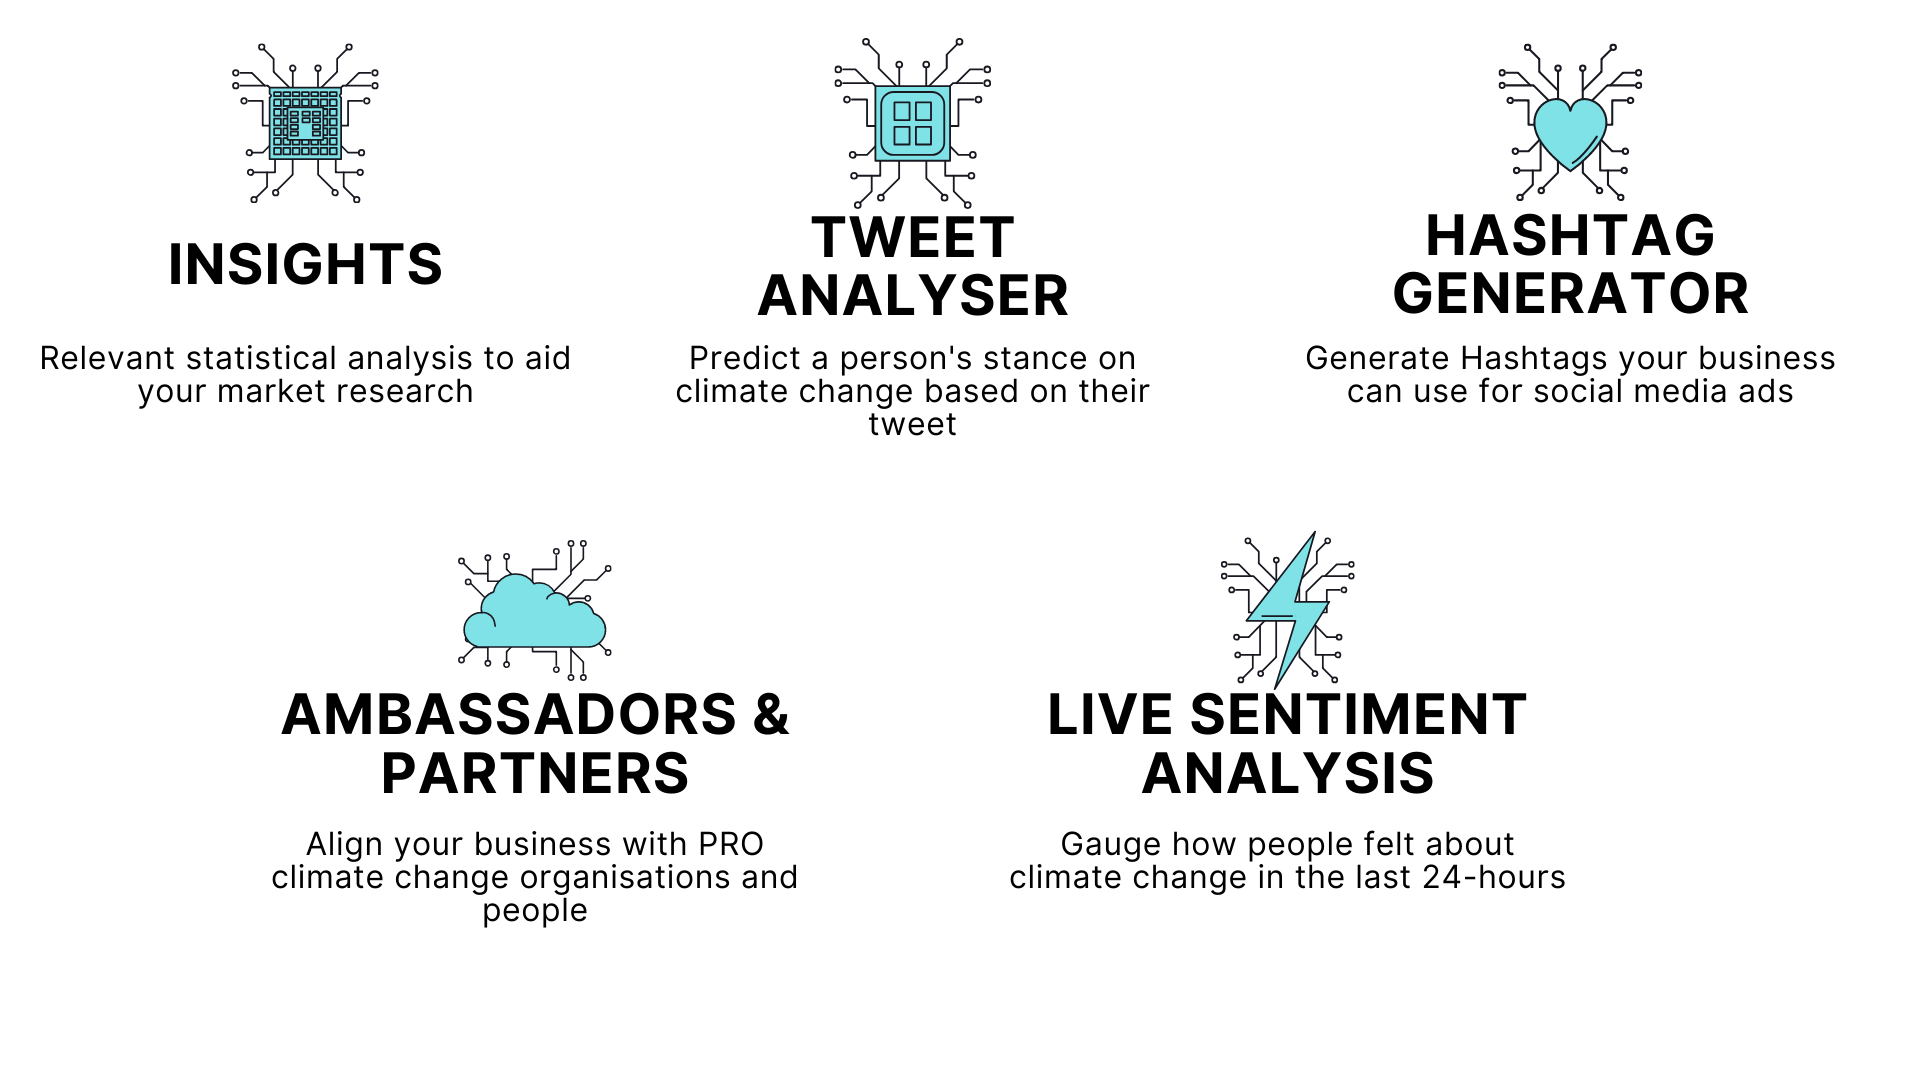 INSIGHTS
Relevant statistical analysis to aid
your market research
TWEET
ANALYSER
Predict a person's stance on
climate change based on their
tweet
HASHTAG
GENERATOR
Generate Hashtags your business
can use for social media ads
AMBASSADORS &
PARTNERS
Align your business with PRO
climate change organisations and
people
LIVE SENTIMENT
ANALYSIS
Gauge how people felt about
climate change in the last 24-hours